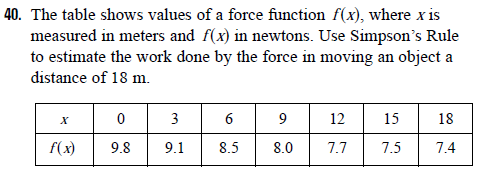 40. The table shows values of a force function f(x), where x is
measured in meters and f(x) in newtons. Use Simpson's Rule
to estimate the work done by the force in moving an object a
distance of 18 m.
x 0 3 6 9 12 15 18
f(x) 9.8 9.1 8.5 8.0 7.7 7.5 7.4